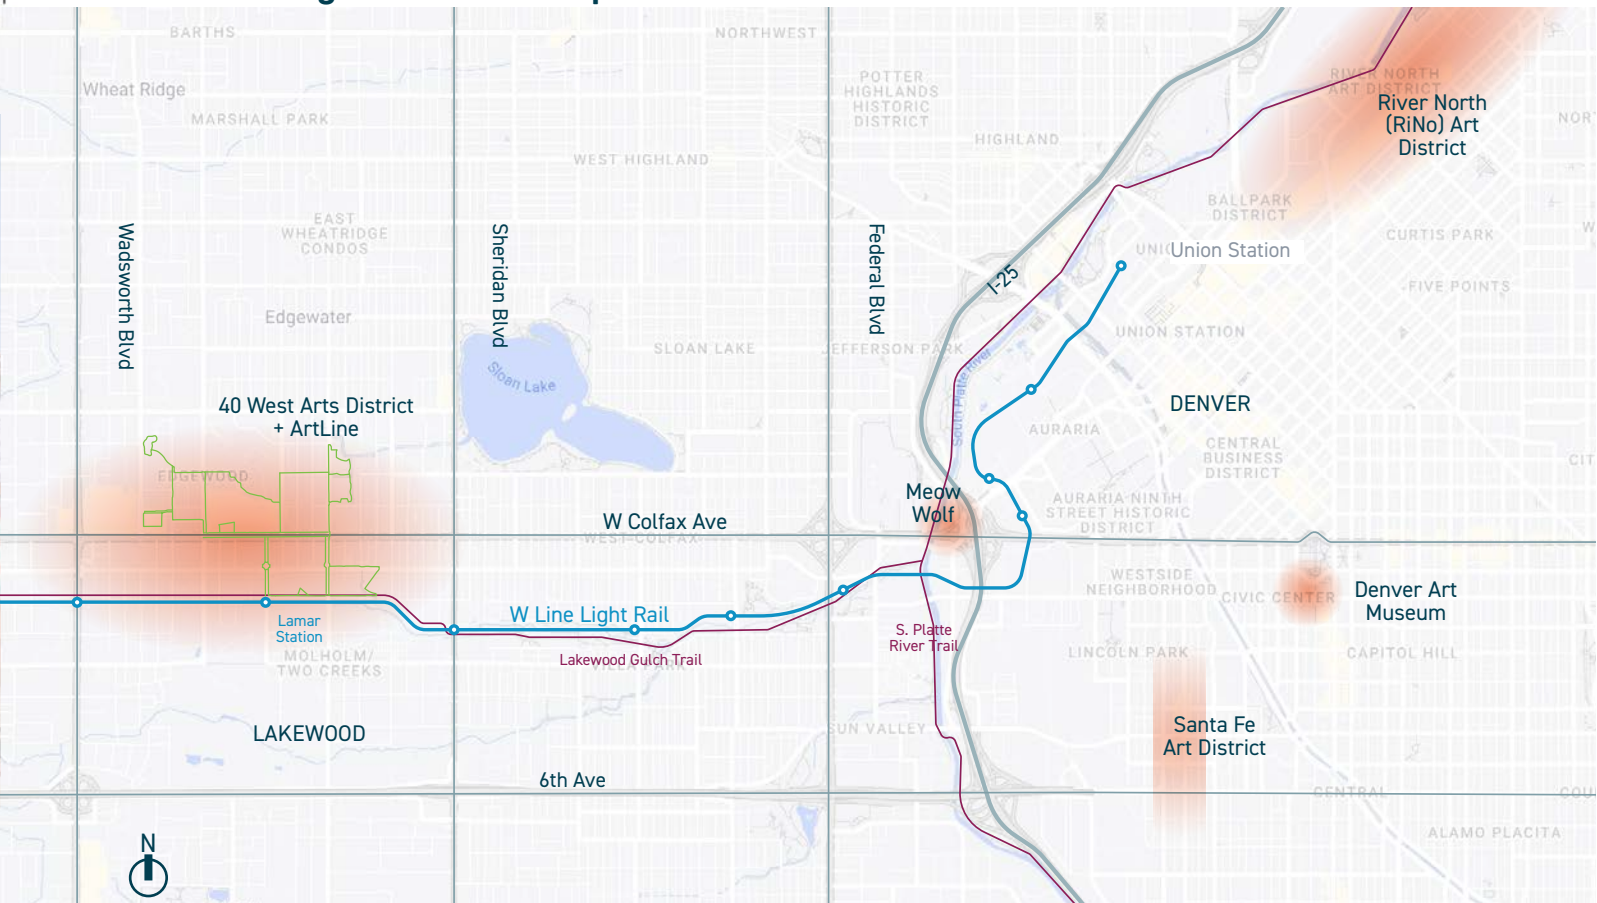 BARTHS
NORTHWEST
Wheat Ridge
POTTER
HIGHLANDS
HISTORIC
DISTRICT
RIVER NORTH
ART DISTRICT
River North
(RiNo) Art
District
MARSHALL PARK
HIGHLAND
WEST HIGHLAND
BALLPARK
DISTRICT
EAST
WHEATRIDGE
CONDOS
CURTIS PARK
Wadsworth Blvd
Sheridan Blvd
Federal Blvd
I-25
Union Station
FIVE POINTS
Edgewater
UNION STATION
SLOAN LAKE
EFFERSON PARK
Sloan Lake
South Platte River
40 West Arts District
+ ArtLine
DENVER
AURARIA
CENTRAL
BUSINESS
DISTRICT
EDGEWOOD
CIT
Meow
Wolf
AURARIA NINTH
STREET HISTORIC
DISTRICT
W Colfax Ave
WEST COLFAX
WESTSIDE
NEIGHBORHOOD
CIVIC CENTER
Denver Art
Museum
W Line Light Rail
Lamar
Station
S. Platte
River Trail
Lakewood Gulch Trail
VILLA PARK
MOLHOLM/
TWO CREEKS
LINCOLN PARK
CAPITOL HILL
LAKEWOOD
SUN VALLEY
Santa Fe
Art District
6th Ave
CENTRAL
COU
ALAMO PLACITA
N